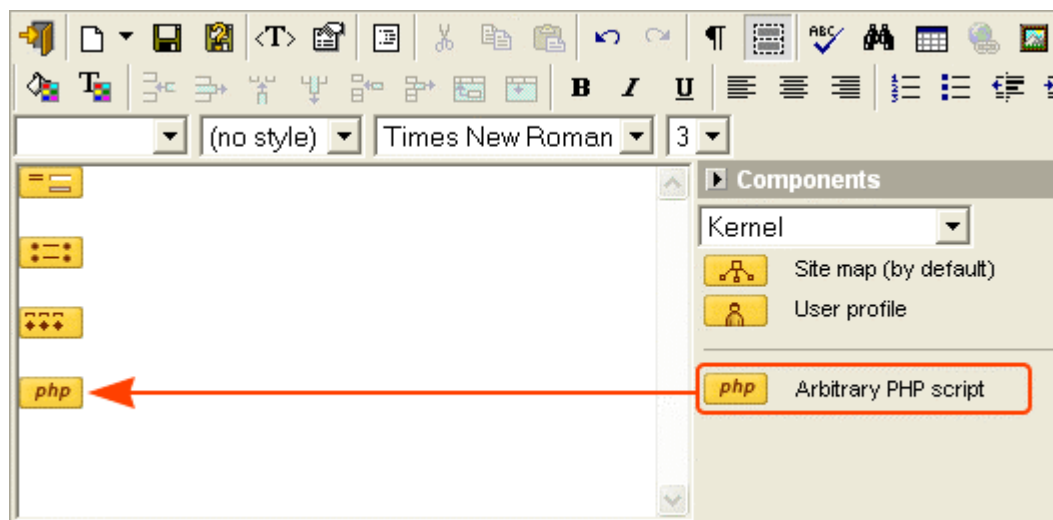 <T>
ABC
T
B I U
(no style) Times New Roman 3
Components
Kernel
Site map (by default)
User profile
php
php Arbitrary PHP script